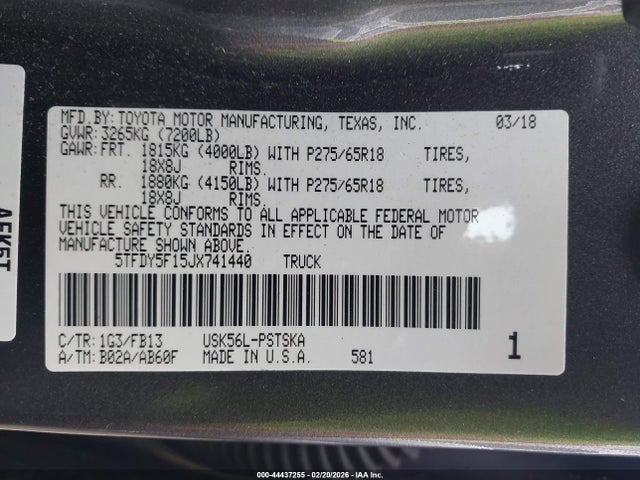 MFD.BY:TOYOTA MOTOR MANUFACTURING, TEXAS, INC. 03/18
GVWR:3265KG (7200LB)
GAWR:FRT. 1815KG (4000LB) WITH P275/65R18 TIRES,
18X8J RIMS.
RR. 1880KG (4150LB) WITH P275/65R18 TIRES,
18X8J RIMS.
THIS VEHICLE CONFORMS TO ALL APPLICABLE FEDERAL MOTOR
VEHICLE SAFETY STANDARDS IN EFFECT ON THE DATE OF
MANUFACTURE SHOWN ABOVE.
5TFDY5F15JX741440 TRUCK
C/TR:1G3/FB13 USK56L-PSTSKA
A/TM:B02A/AB60F MADE IN U.S.A. 581 1
000-44437255 - 02/20/2026 - IAA Inc.